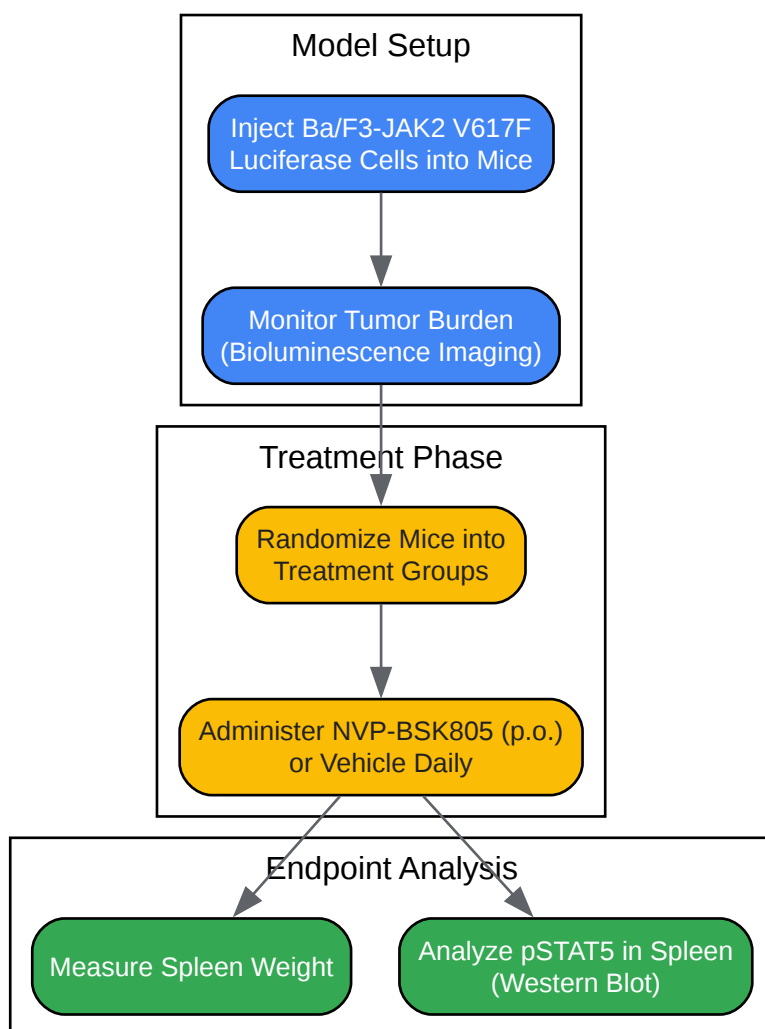 Model Setup
Inject Ba/F3-JAK2 V617F
Luciferase Cells into Mice
Monitor Tumor Burden
(Bioluminescence Imaging)
Treatment Phase
Randomize Mice into
Treatment Groups
Administer NVP-BSK805 (p.o.)
or Vehicle Daily
Endpoint Analysis
Measure Spleen Weight
Analyze pSTAT5 in Spleen
(Western Blot)